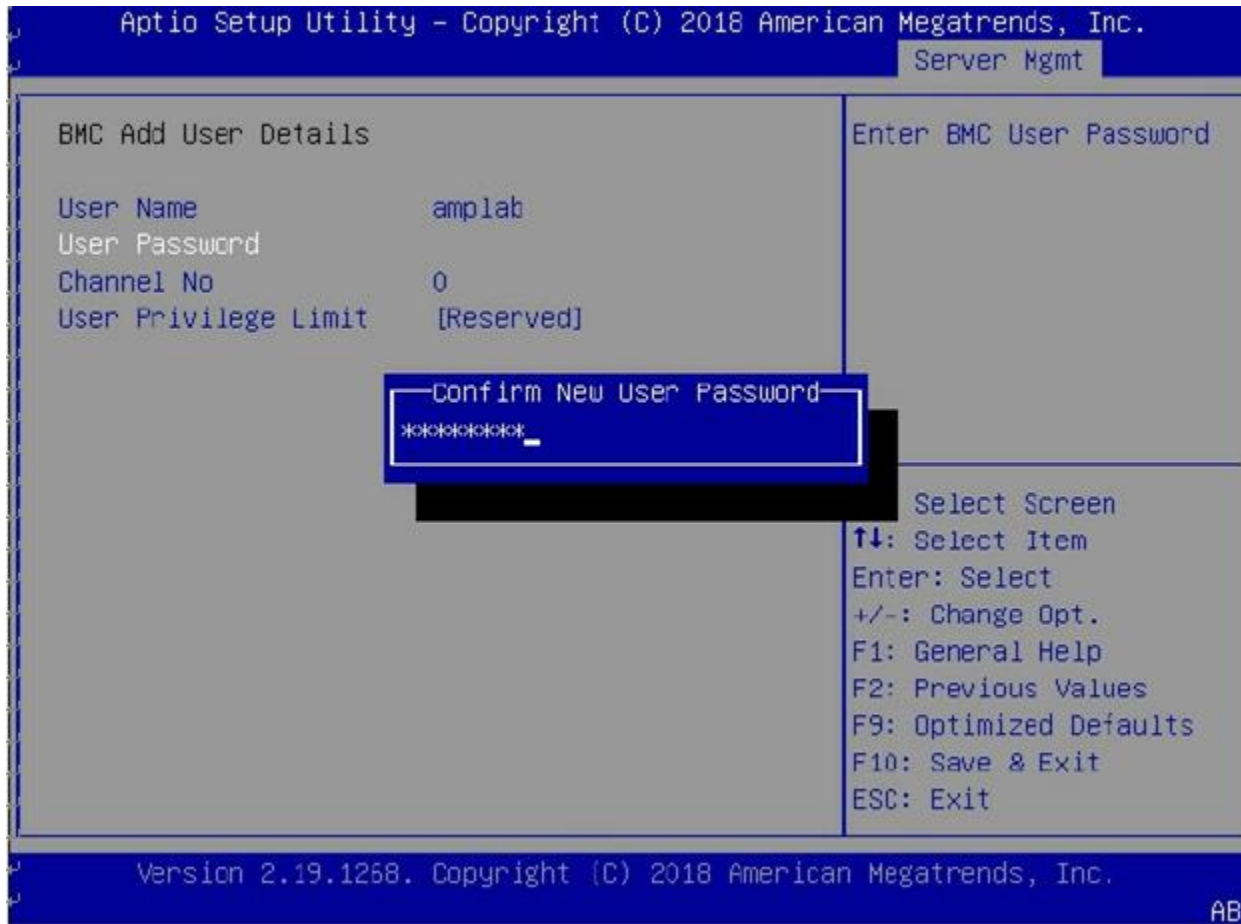 Aptio Setup Utility – Copyright (C) 2018 American Megatrends, Inc.
Server Mgmt
BMC Add User Details
User Name amplab
User Password
Channel No 0
User Privilege Limit [Reserved]
Confirm New User Password
********_
Enter BMC User Password
Select Screen
↑↓: Select Item
Enter: Select
+/-: Change Opt.
F1: General Help
F2: Previous Values
F9: Optimized Defaults
F10: Save & Exit
ESC: Exit
Version 2.19.1268. Copyright (C) 2018 American Megatrends, Inc.
AB